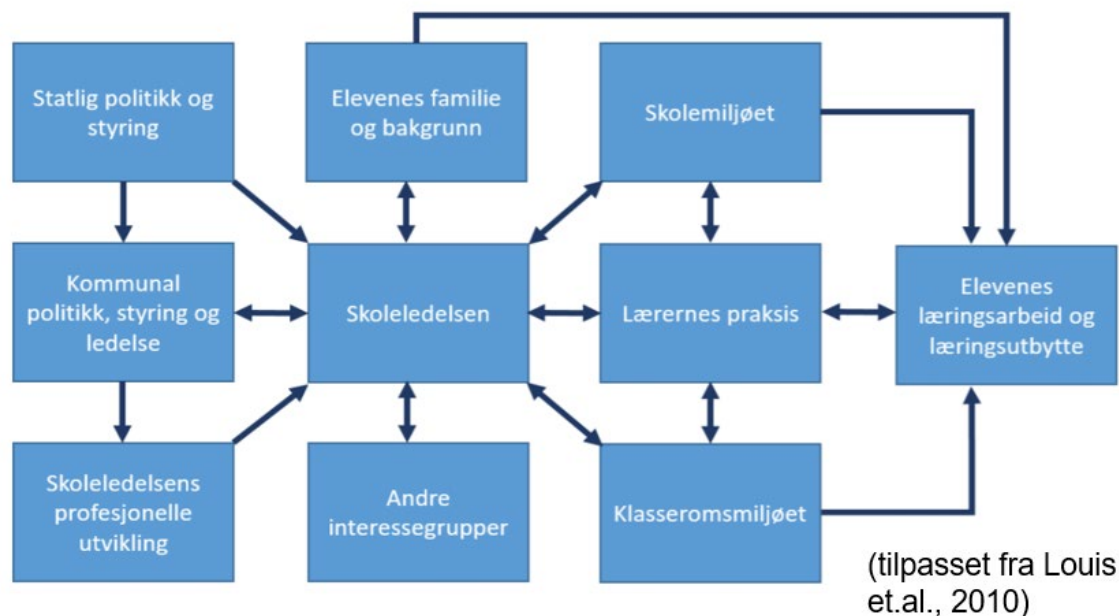 Statlig politikk og
styring
Elevenes familie
og bakgrunn
Skolemiljøet
Kommunal
politikk, styring og
ledelse
Skoleledelsen
Lærernes praksis
Elevenes
læringsarbeid og
læringsutbytte
Skoleledelsens
profesjonelle
utvikling
Andre
interessegrupper
Klasseromsmiljøet
(tilpasset fra Louis
et.al., 2010)